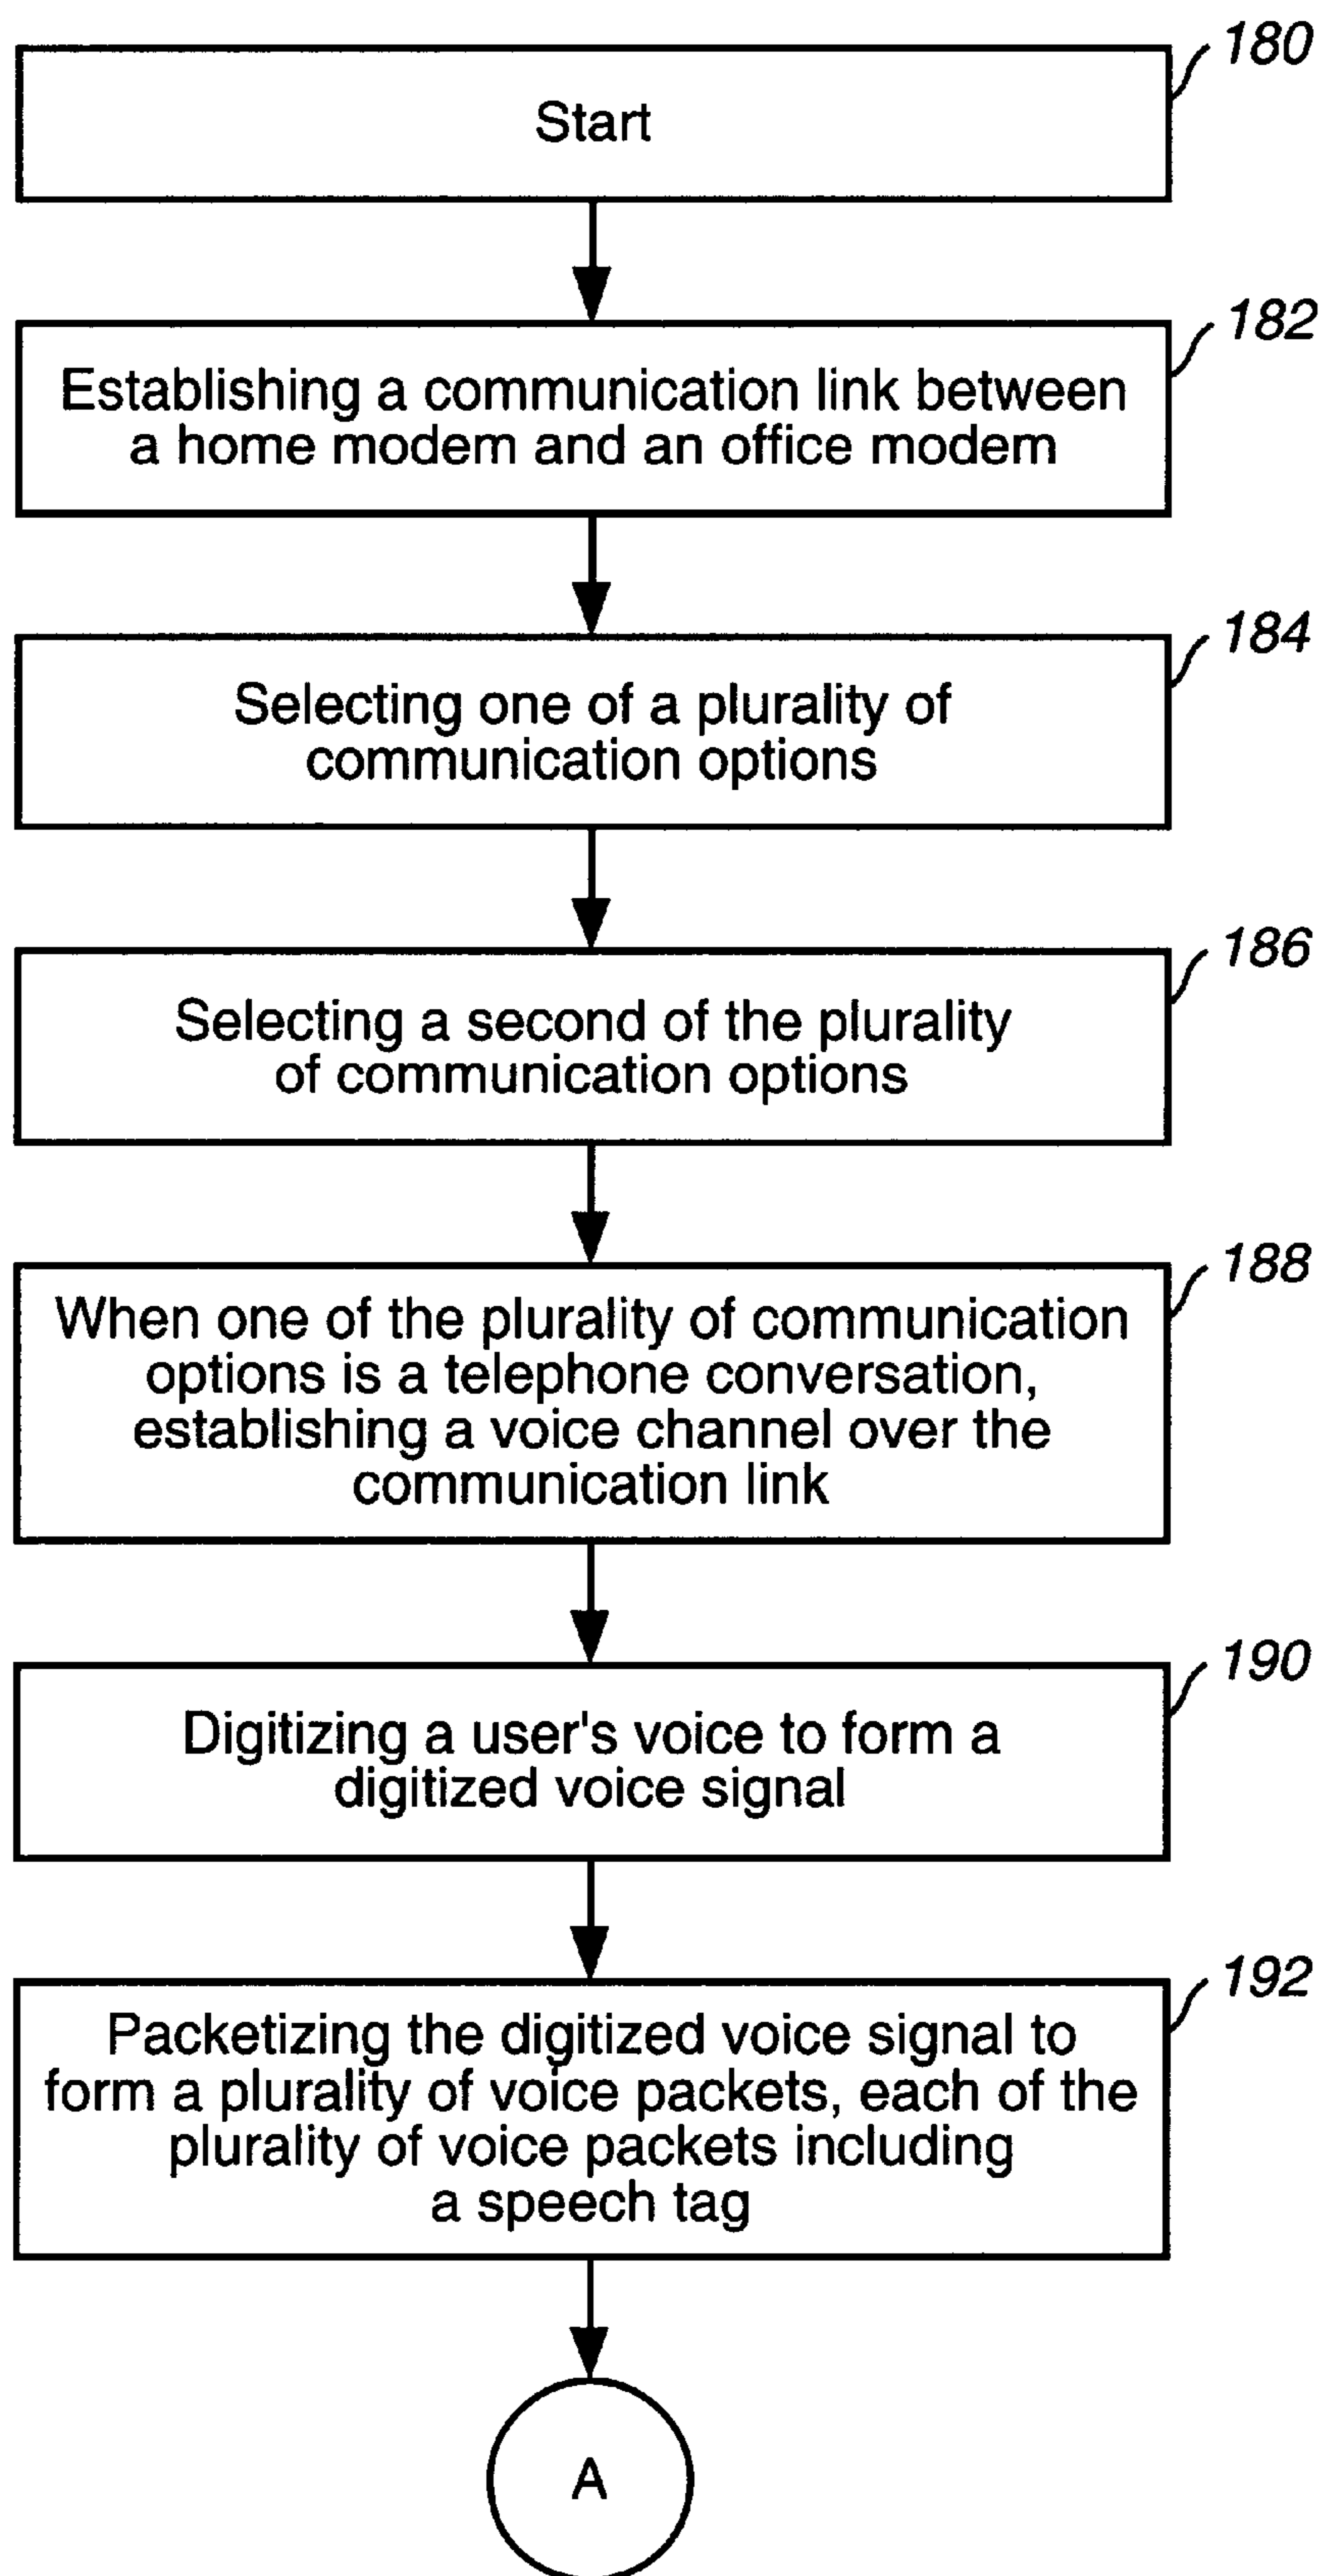 180
Start
182
Establishing a communication link between
a home modem and an office modem
184
Selecting one of a plurality of
communication options
186
Selecting a second of the plurality
of communication options
188
When one of the plurality of communication
options is a telephone conversation,
establishing a voice channel over the
communication link
190
Digitizing a user's voice to form a
digitized voice signal
192
Packetizing the digitized voice signal to
form a plurality of voice packets, each of the
plurality of voice packets including
a speech tag
A